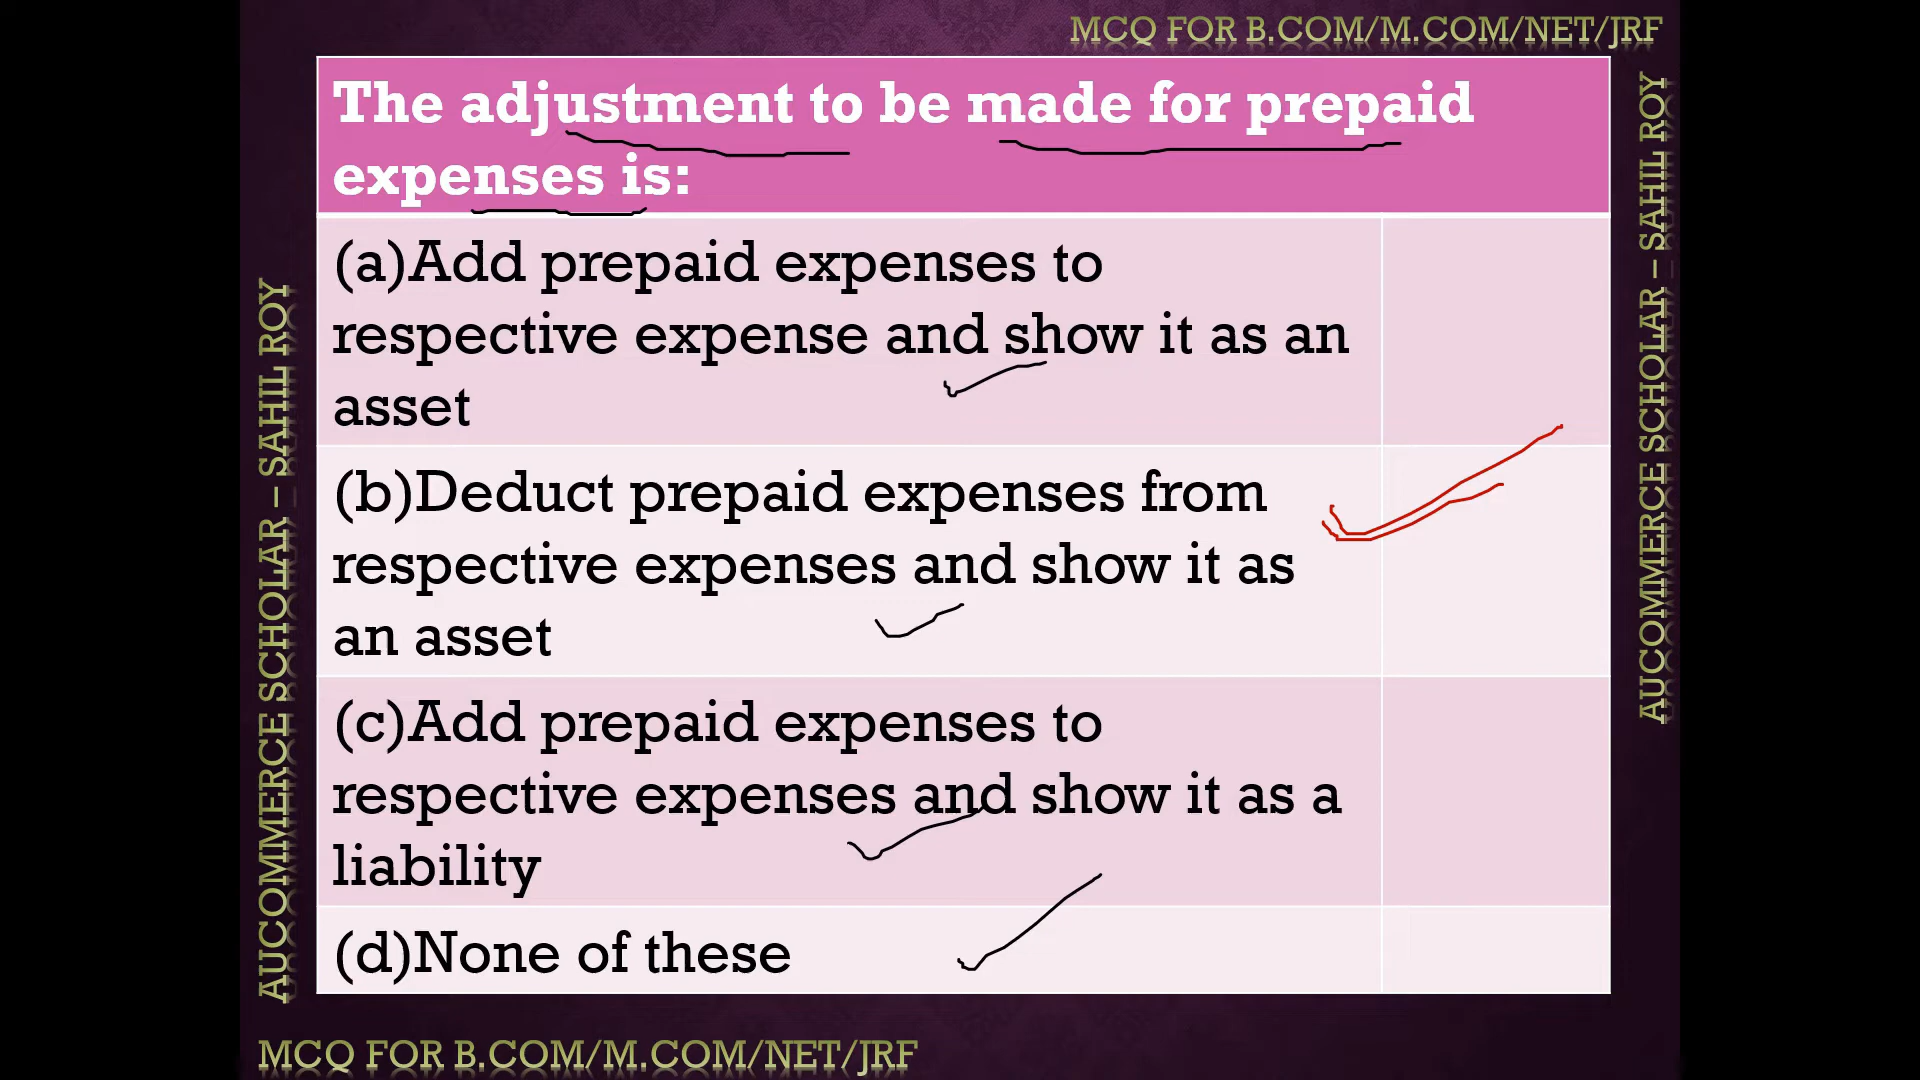 MCQ FOR B.COM/M.COM/NET/JRF
The adjustment to be made for prepaid
expenses is:
(a)Add prepaid expenses to
respective expense and show it as an
asset
(b)Deduct prepaid expenses from
respective expenses and show it as
an asset
(c)Add prepaid expenses to
respective expenses and show it as a
liability
(d)None of these
AUCOMMERCE SCHOLAR – SAHIL ROY
AUCOMMERCE SCHOLAR – SAHIL ROY
MCQ FOR B.COM/M.COM/NET/JRF